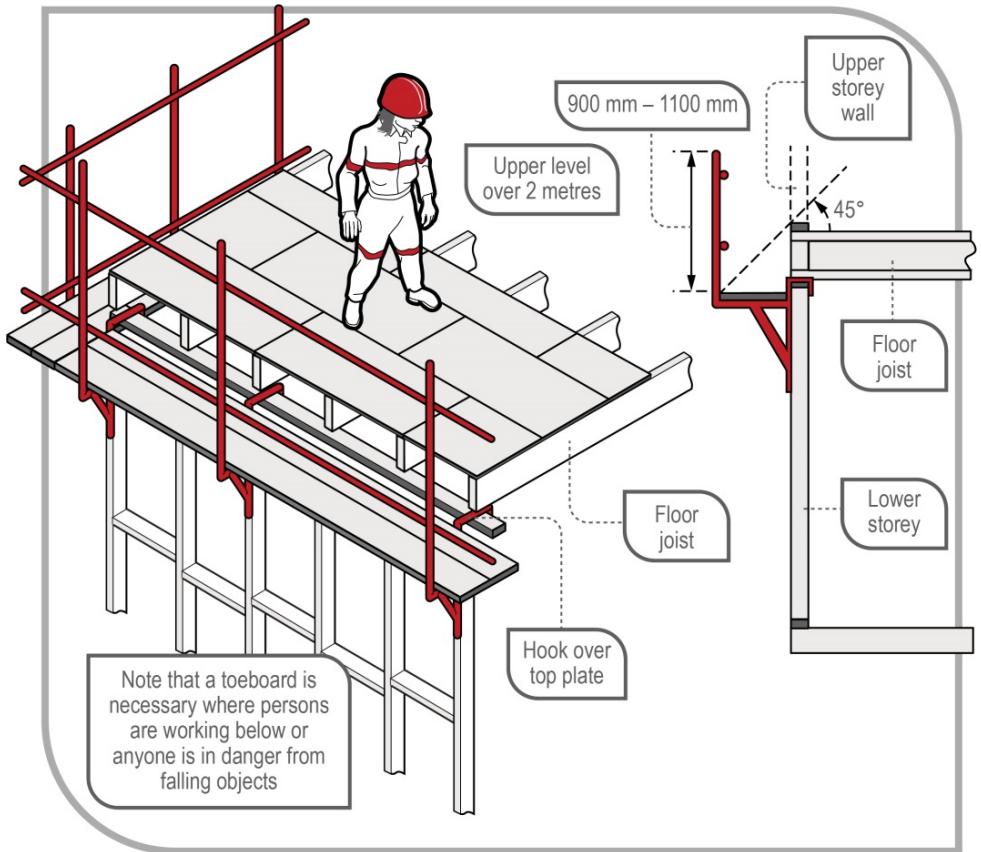 900 mm – 1100 mm
Upper
storey
wall
Upper level
over 2 metres
45°
Floor
joist
Lower
storey
Floor
joist
Hook over
top plate
Note that a toeboard is
necessary where persons
are working below or
anyone is in danger from
falling objects